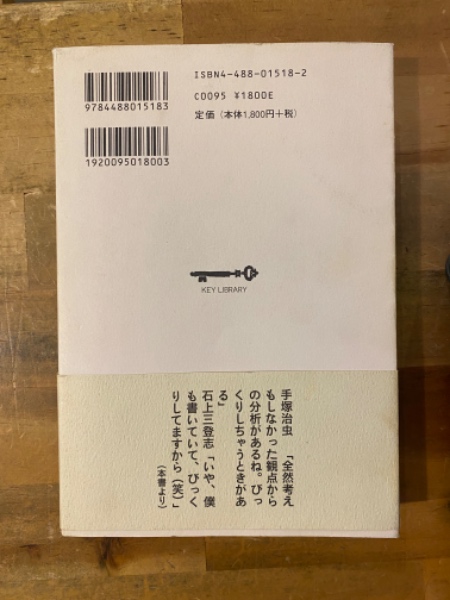 ISBN4-488-01518-2
C0095 ¥1800E
定価（本体1,800円＋税）
9784488015183
1920095018003
KEY LIBRARY
手塚治虫 「全然考え
もしなかった観点から
の分析があるね。びっ
くりしちゃうときがあ
る」
石上三登志「いや、僕
も書いていて、びっく
りしてますから（笑）」
（本書より）